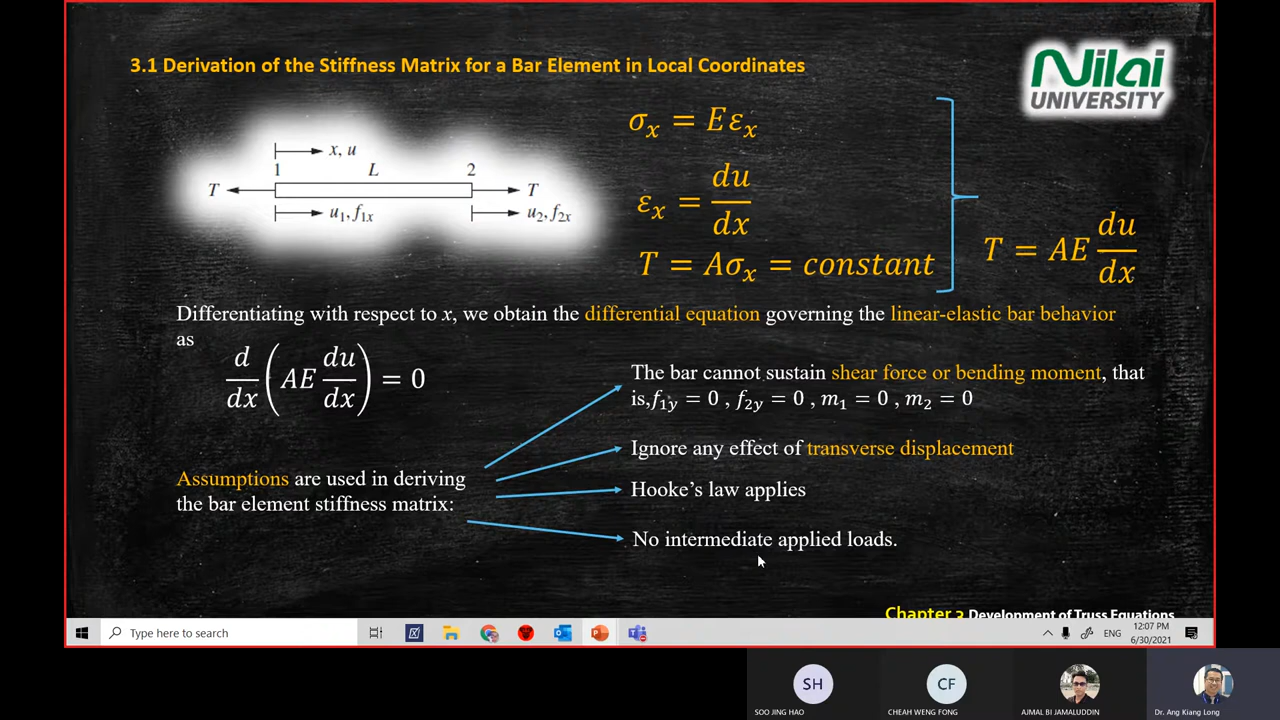 3.1 Derivation of the Stiffness Matrix for a Bar Element in Local Coordinates
Nilai
UNIVERSITY
x, u
1 L 2
T T
u₁, f₁ₓ u₂, f₂ₓ
σₓ = Eεₓ
εₓ = du/dx
T = Aσₓ = constant
T = AE du/dx
Differentiating with respect to x, we obtain the differential equation governing the linear-elastic bar behavior
as
d/dx (AE du/dx) = 0
Assumptions are used in deriving
the bar element stiffness matrix:
The bar cannot sustain shear force or bending moment, that
is,f₁y = 0 , f₂y = 0 , m₁ = 0 , m₂ = 0
Ignore any effect of transverse displacement
Hooke's law applies
No intermediate applied loads.
Chapter 3 Development of Truss Equations
Type here to search
ENG
12:07 PM
6/30/2021
SH
CF
SOO JING HAO
CHEAH WENG FONG
AJMAL BI JAMALUDDIN
Dr. Ang Kiang Long